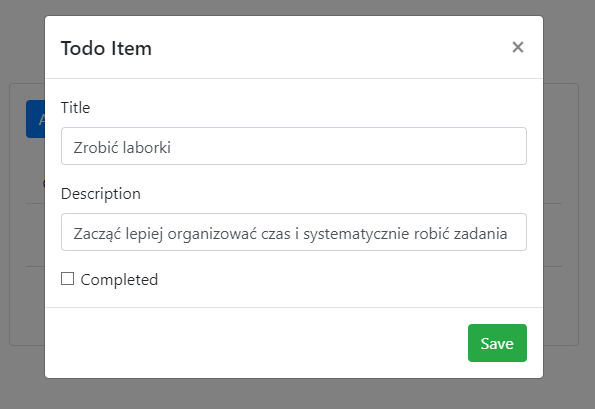 Todo Item
×
Title
Zrobić laborki
Description
Zacząć lepiej organizować czas i systematycznie robić zadania
Completed
Save